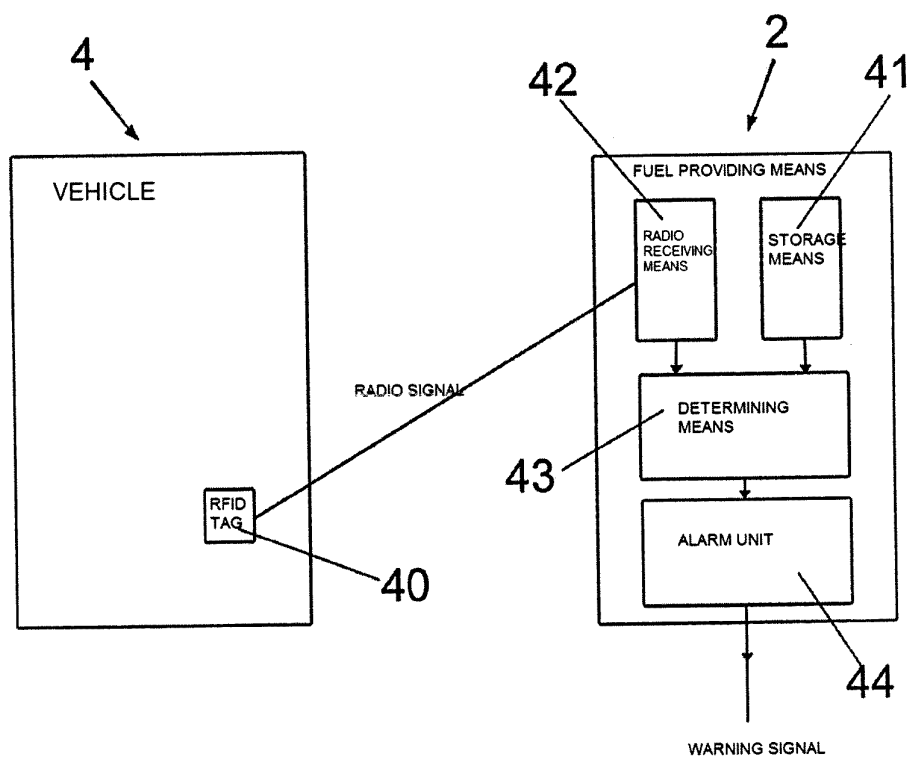 4
2
42
41
VEHICLE
FUEL PROVIDING MEANS
RADIO
RECEIVING
MEANS
STORAGE
MEANS
RADIO SIGNAL
DETERMINING
MEANS
43
RFID
TAG
ALARM UNIT
40
44
WARNING SIGNAL